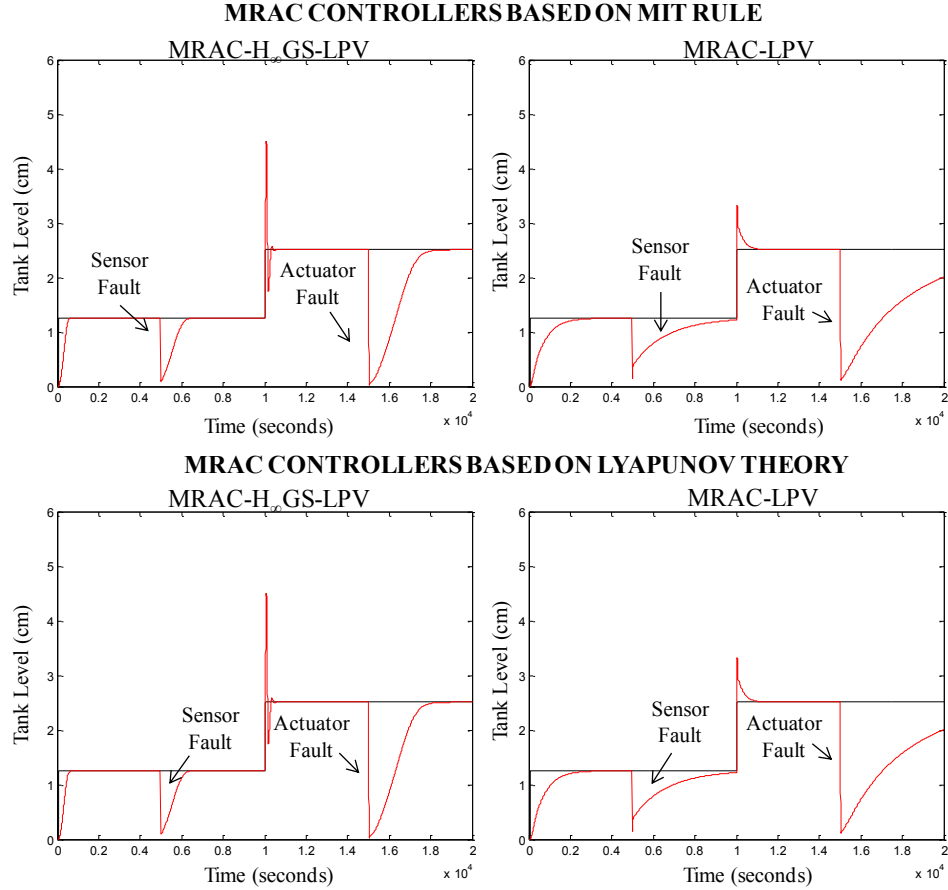 MRAC CONTROLLERS BASED ON MIT RULE
MRAC-H∞GS-LPV
MRAC-LPV
Tank Level (cm)
6
5
4
3
2
1
0
Sensor
Fault
Actuator
Fault
0 0.2 0.4 0.6 0.8 1 1.2 1.4 1.6 1.8 2
x 10^4
Time (seconds)
Tank Level (cm)
6
5
4
3
2
1
0
Sensor
Fault
Actuator
Fault
0 0.2 0.4 0.6 0.8 1 1.2 1.4 1.6 1.8 2
x 10^4
Time (seconds)
MRAC CONTROLLERS BASED ON LYAPUNOV THEORY
MRAC-H∞GS-LPV
MRAC-LPV
Tank Level (cm)
6
5
4
3
2
1
0
Sensor
Fault
Actuator
Fault
0 0.2 0.4 0.6 0.8 1 1.2 1.4 1.6 1.8 2
x 10^4
Time (seconds)
Tank Level (cm)
6
5
4
3
2
1
0
Sensor
Fault
Actuator
Fault
0 0.2 0.4 0.6 0.8 1 1.2 1.4 1.6 1.8 2
x 10^4
Time (seconds)